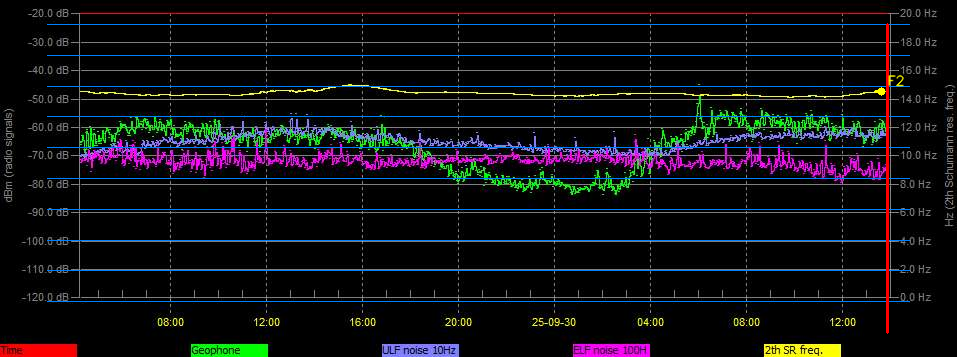 -20.0 dB 20.0 Hz
-30.0 dB 18.0 Hz
-40.0 dB 16.0 Hz
F2
-50.0 dB 14.0 Hz
-60.0 dB 12.0 Hz
-70.0 dB 10.0 Hz
-80.0 dB 8.0 Hz
-90.0 dB 6.0 Hz
-100.0 dB 4.0 Hz
-110.0 dB 2.0 Hz
-120.0 dB 0.0 Hz
dBm (radio signals)
Hz (2th Schumann res. freq.)
08:00 12:00 16:00 20:00 25-09-30 04:00 08:00 12:00
Time Geophone ULF noise 10Hz ELF noise 100H 2th SR freq.